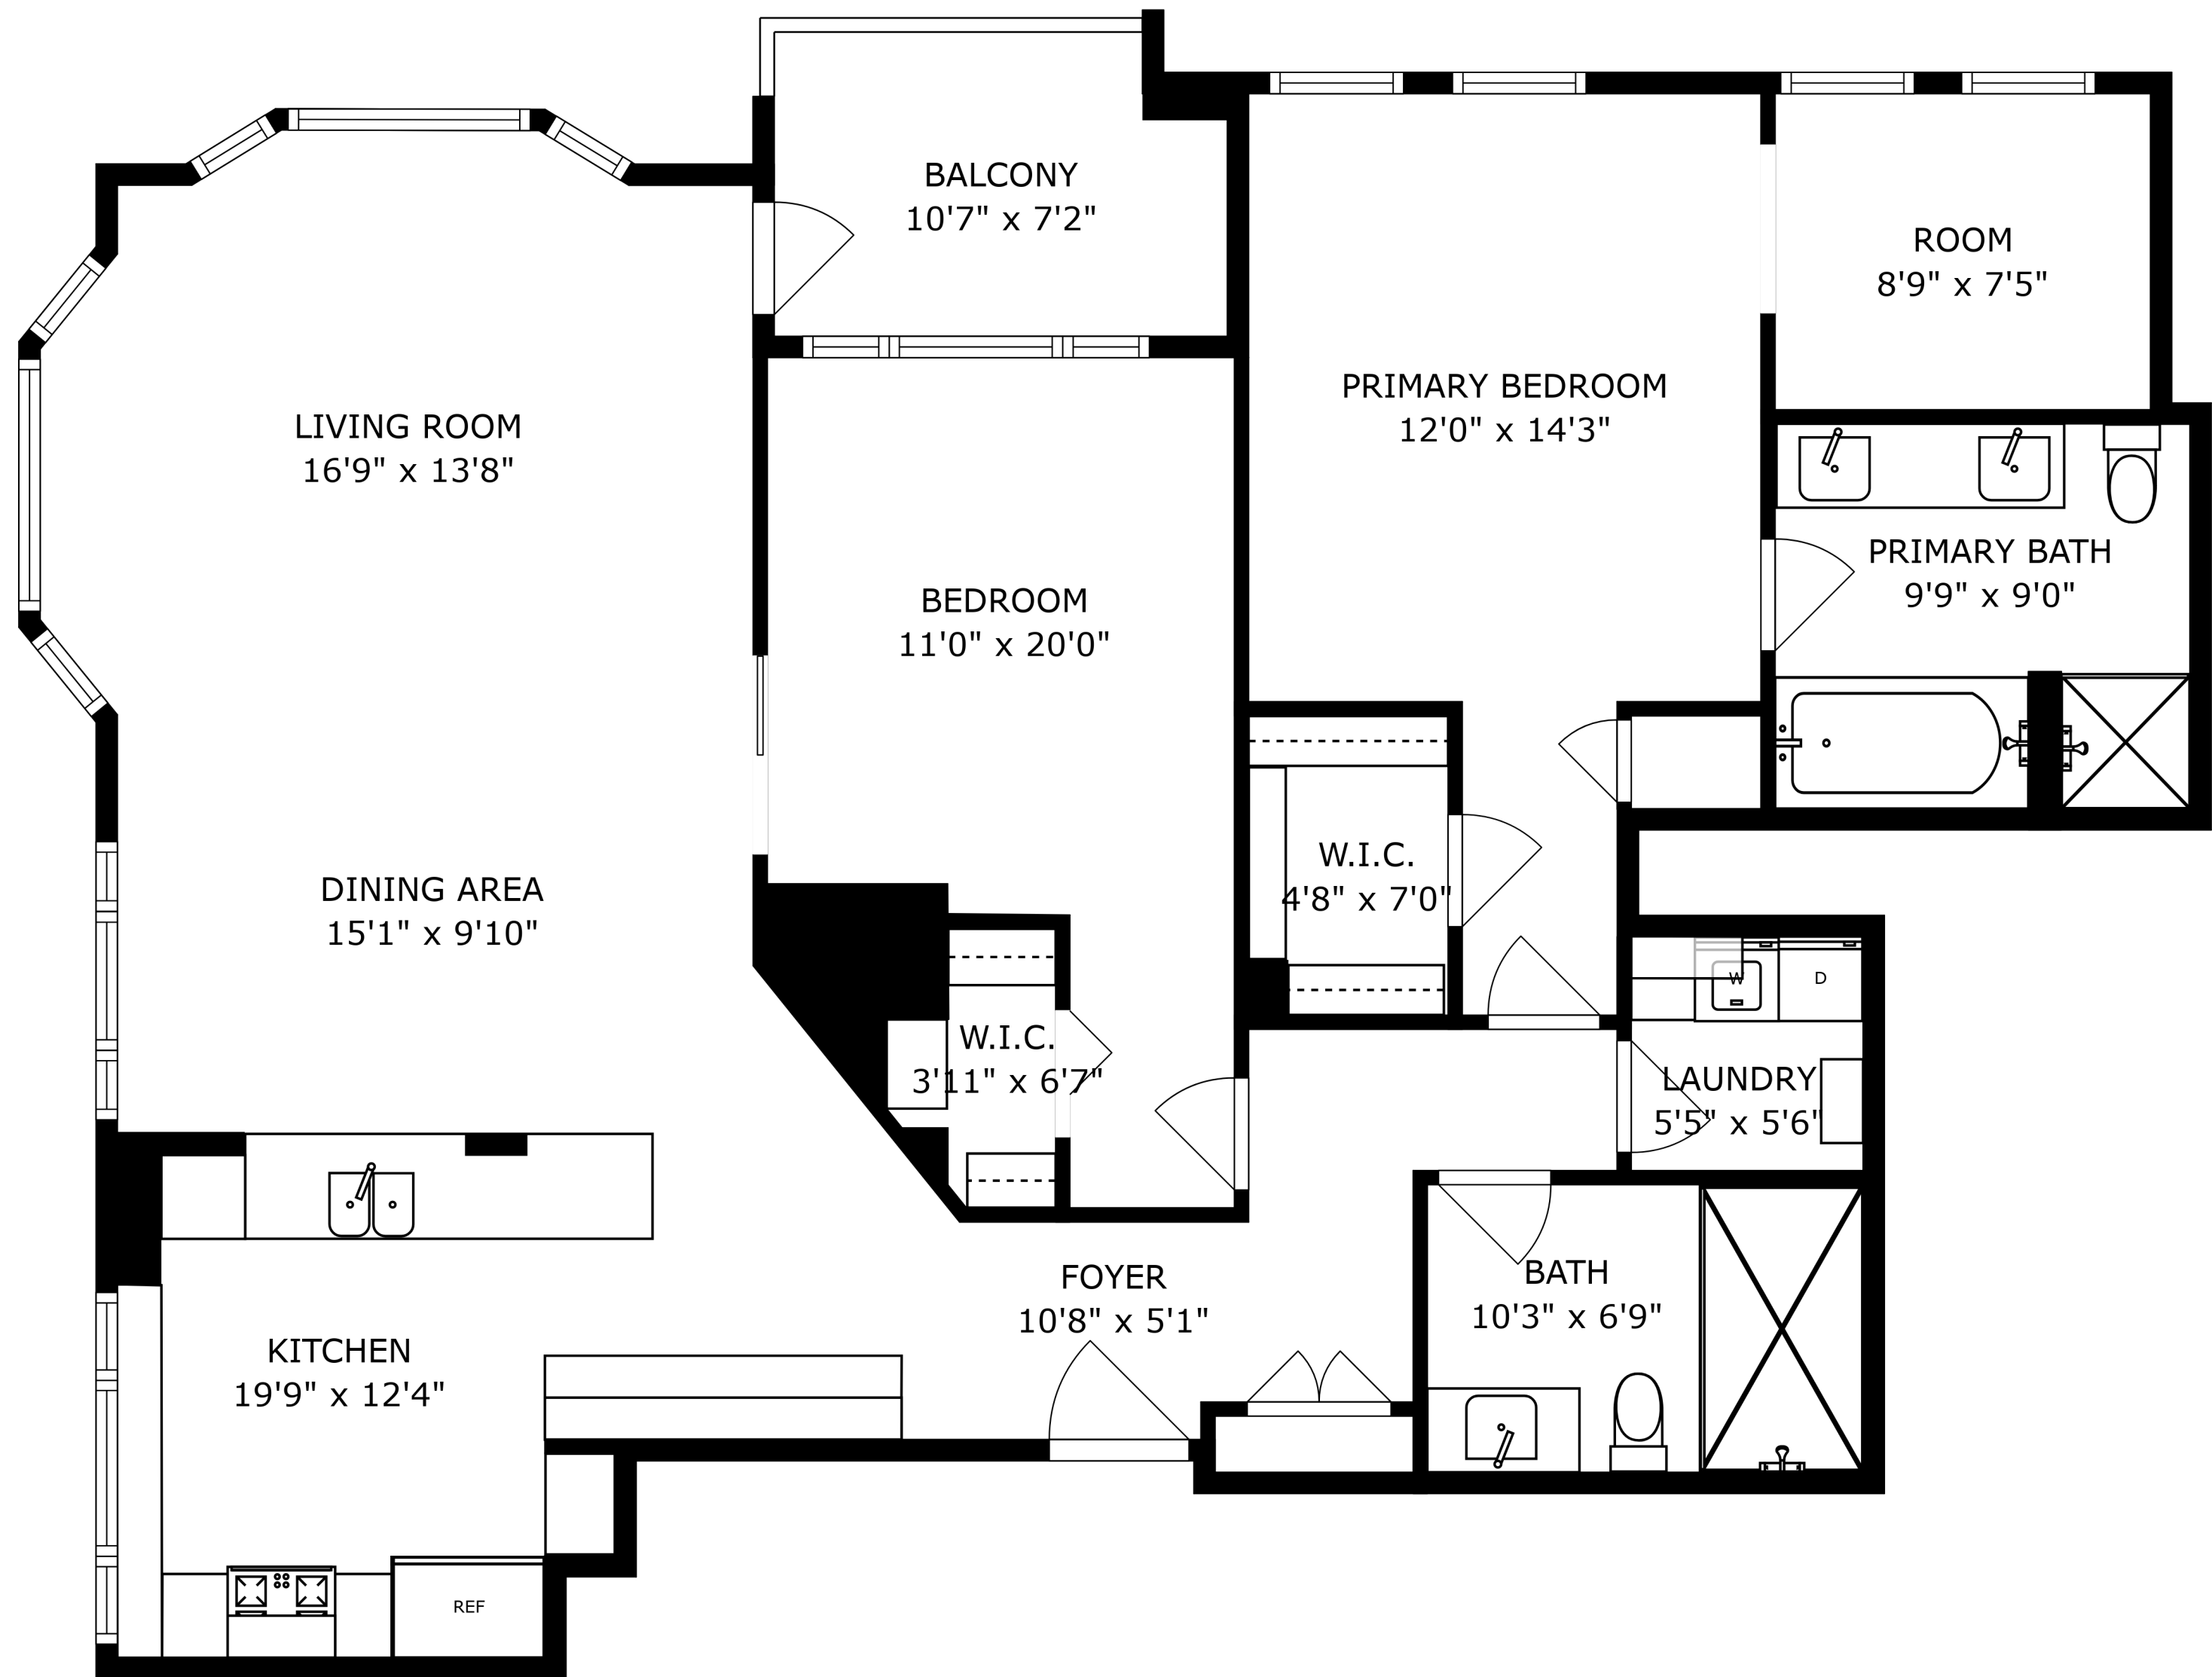 BALCONY
10'7" x 7'2"
ROOM
8'9" x 7'5"
PRIMARY BEDROOM
12'0" x 14'3"
LIVING ROOM
16'9" x 13'8"
PRIMARY BATH
9'9" x 9'0"
BEDROOM
11'0" x 20'0"
W.I.C.
4'8" x 7'0"
DINING AREA
15'1" x 9'10"
W
D
W.I.C.
3'11" x 6'7"
LAUNDRY
5'5" x 5'6"
FOYER
10'8" x 5'1"
BATH
10'3" x 6'9"
KITCHEN
19'9" x 12'4"
REF